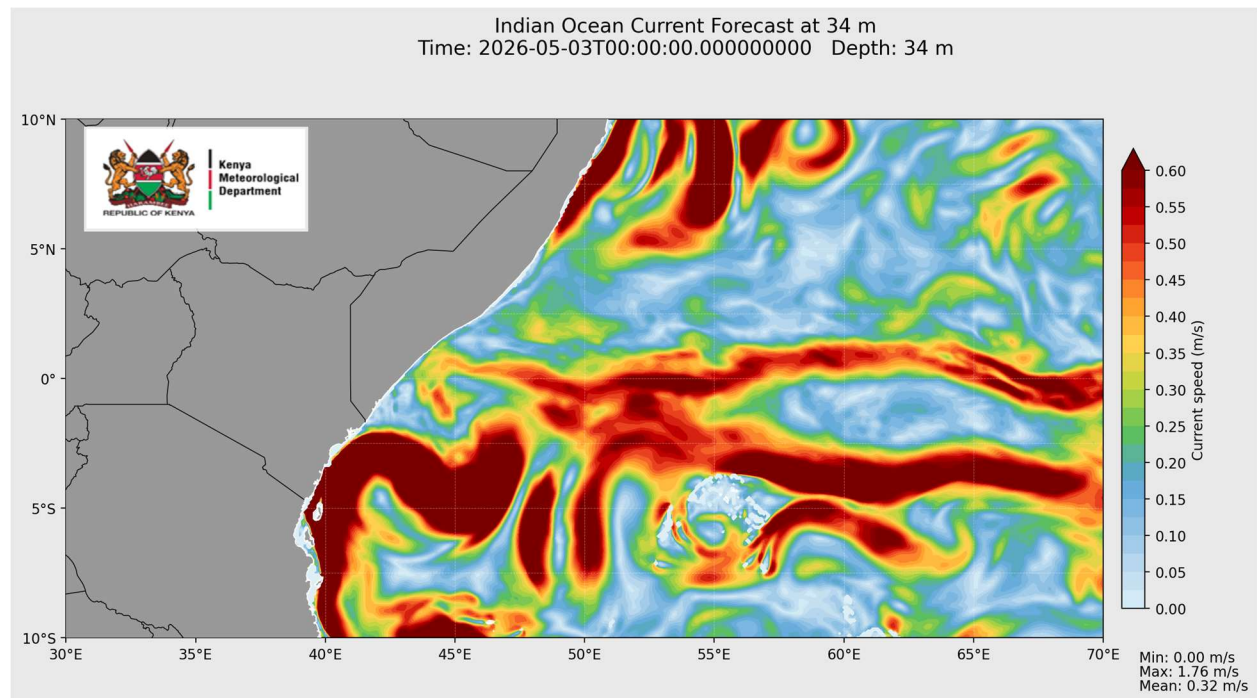 Indian Ocean Current Forecast at 34 m
Time: 2026-05-03T00:00:00.000000000   Depth: 34 m
10°N
5°N
0°
5°S
10°S
30°E
35°E
40°E
45°E
50°E
55°E
60°E
65°E
70°E
Kenya
Meteorological
Department
REPUBLIC OF KENYA
0.60
0.55
0.50
0.45
0.40
0.35
0.30
0.25
0.20
0.15
0.10
0.05
0.00
Current speed (m/s)
Min: 0.00 m/s
Max: 1.76 m/s
Mean: 0.32 m/s